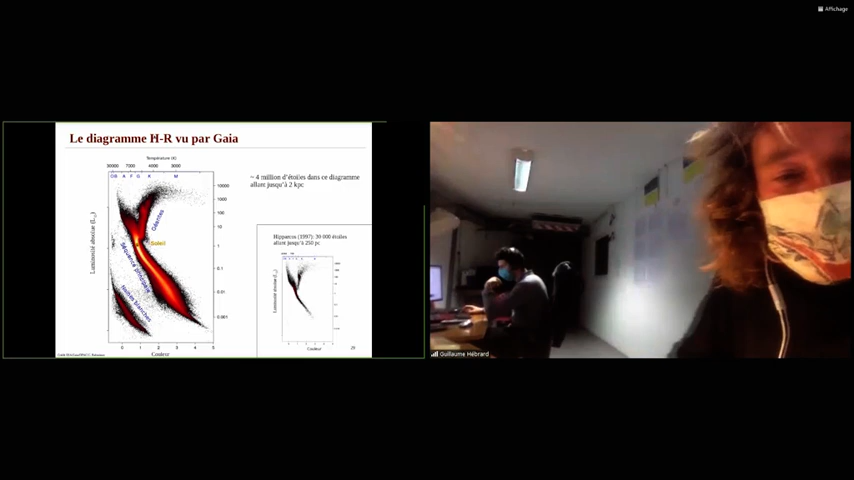 Affichage
Le diagramme H-R vu par Gaia
Température (K)
30000 7000 4000 3000
OB A F G K M
≈ 4 million d'étoiles dans ce diagramme
allant jusqu'à 2 kpc
10000
1000
100
10
1
0.1
0.01
0.001
Géantes
Soleil
Séquence principale
Naines blanches
Luminosité absolue
0 1 2 3 4 5
Couleur
Hipparcos (1997): 30 000 étoiles
allant jusqu'à 250 pc
Couleur
Guillaume Hébrard